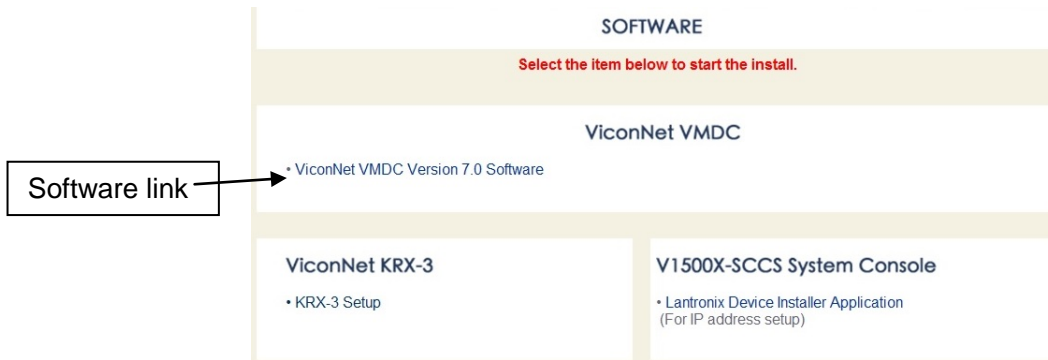 SOFTWARE
Select the item below to start the install.
ViconNet VMDC
• ViconNet VMDC Version 7.0 Software
Software link
ViconNet KRX-3
• KRX-3 Setup
V1500X-SCCS System Console
• Lantronix Device Installer Application
(For IP address setup)